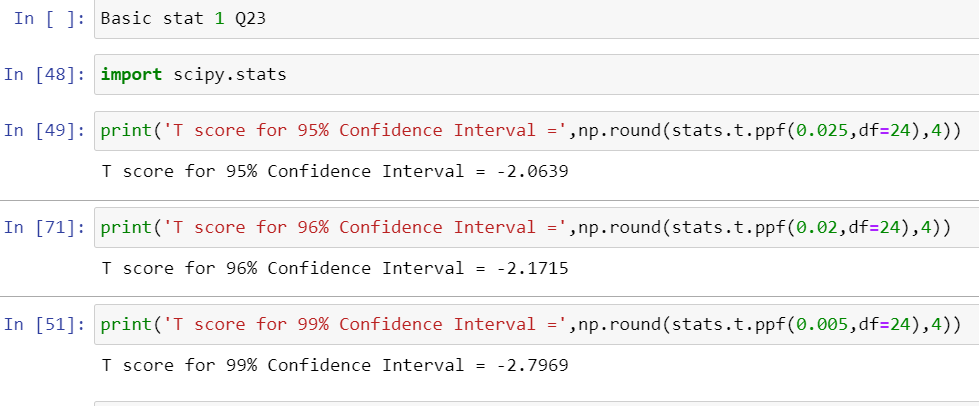 In [ ]: Basic stat 1 Q23
In [48]: import scipy.stats
In [49]: print('T score for 95% Confidence Interval =',np.round(stats.t.ppf(0.025,df=24),4))
T score for 95% Confidence Interval = -2.0639
In [71]: print('T score for 96% Confidence Interval =',np.round(stats.t.ppf(0.02,df=24),4))
T score for 96% Confidence Interval = -2.1715
In [51]: print('T score for 99% Confidence Interval =',np.round(stats.t.ppf(0.005,df=24),4))
T score for 99% Confidence Interval = -2.7969